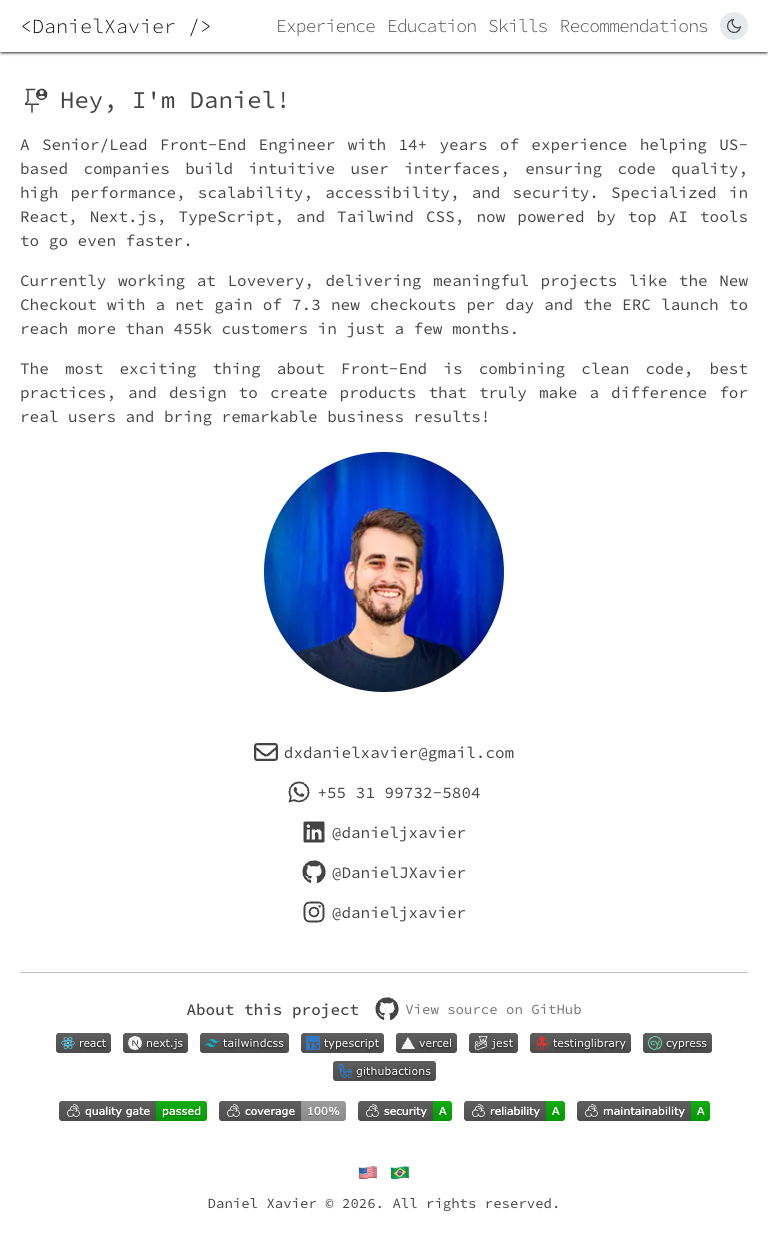 <DanielXavier />
Experience Education Skills Recommendations
Hey, I'm Daniel!
A Senior/Lead Front-End Engineer with 14+ years of experience helping US-
based companies build intuitive user interfaces, ensuring code quality,
high performance, scalability, accessibility, and security. Specialized in
React, Next.js, TypeScript, and Tailwind CSS, now powered by top AI tools
to go even faster.
Currently working at Lovevery, delivering meaningful projects like the New
Checkout with a net gain of 7.3 new checkouts per day and the ERC launch to
reach more than 455k customers in just a few months.
The most exciting thing about Front-End is combining clean code, best
practices, and design to create products that truly make a difference for
real users and bring remarkable business results!
dxdanielxavier@gmail.com
+55 31 99732-5804
@danieljxavier
@DanielJXavier
@danieljxavier
About this project View source on GitHub
react next.js tailwindcss TS typescript vercel jest testinglibrary cy cypress
githubactions
quality gate passed coverage 100% security A reliability A maintainability A
Daniel Xavier © 2026. All rights reserved.